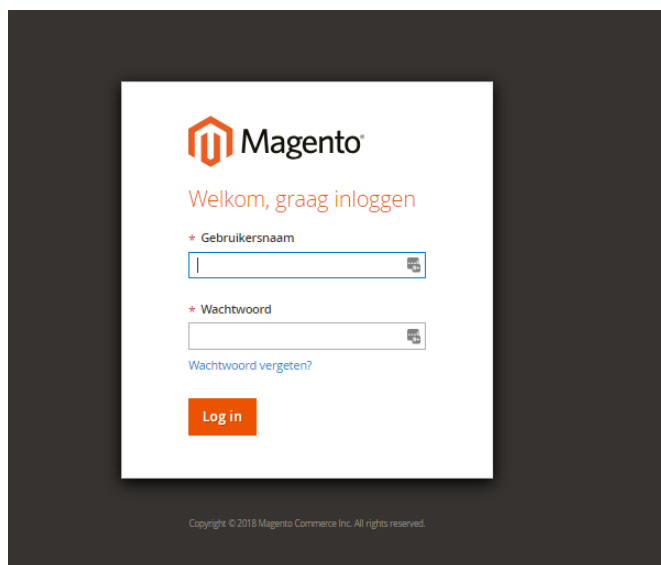 Magento®
Welkom, graag inloggen
* Gebruikersnaam
* Wachtwoord
Wachtwoord vergeten?
Log in
Copyright © 2018 Magento Commerce Inc. All rights reserved.